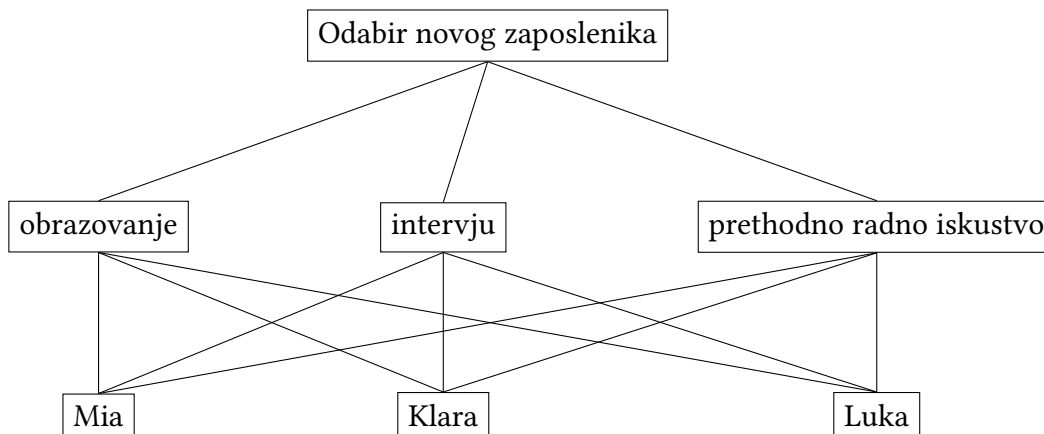 Odabir novog zaposlenika
obrazovanje
intervju
prethodno radno iskustvo
Mia
Klara
Luka